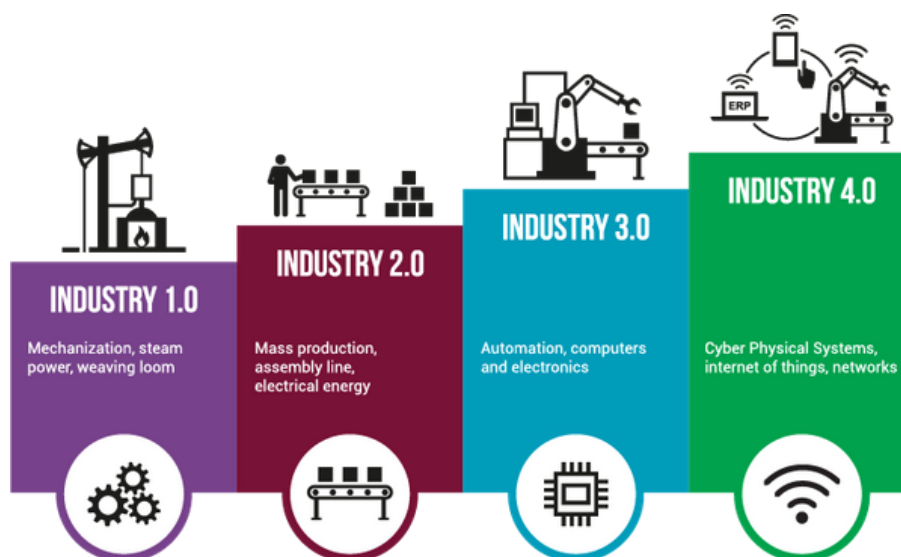 ERP
INDUSTRY 1.0
Mechanization, steam
power, weaving loom
INDUSTRY 2.0
Mass production,
assembly line,
electrical energy
INDUSTRY 3.0
Automation, computers
and electronics
INDUSTRY 4.0
Cyber Physical Systems,
internet of things, networks